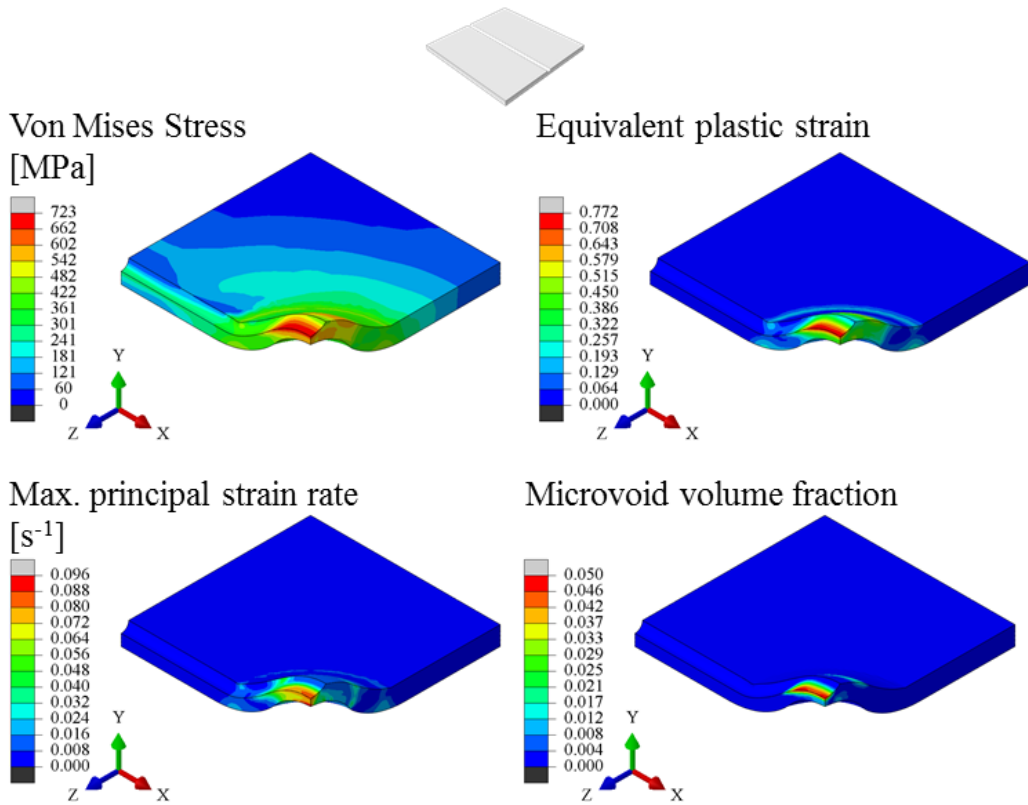 Von Mises Stress
[MPa]
723
662
602
542
482
422
361
301
241
181
121
60
0
Y
Z
X
Equivalent plastic strain
0.772
0.708
0.643
0.579
0.515
0.450
0.386
0.322
0.257
0.193
0.129
0.064
0.000
Y
Z
X
Max. principal strain rate
[s-1]
0.096
0.088
0.080
0.072
0.064
0.056
0.048
0.040
0.032
0.024
0.016
0.008
0.000
Y
Z
X
Microvoid volume fraction
0.050
0.046
0.042
0.037
0.033
0.029
0.025
0.021
0.017
0.012
0.008
0.004
0.000
Y
Z
X